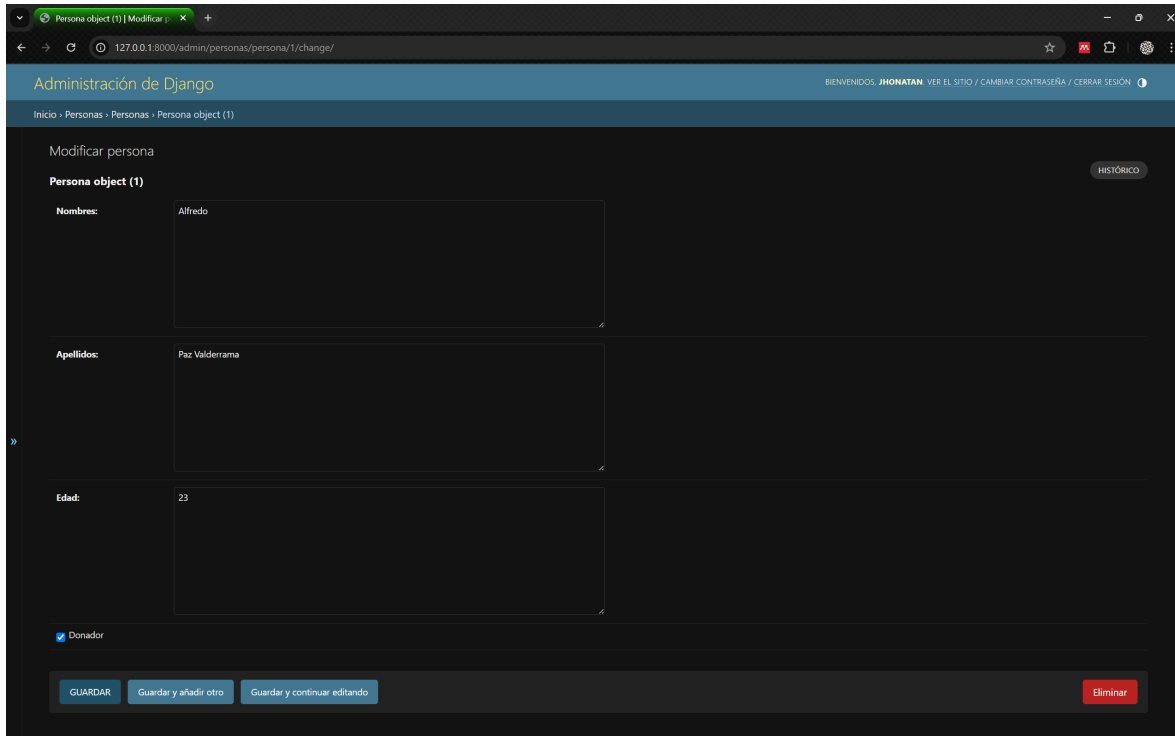 Persona object (1) | Modificar p
127.0.0.1:8000/admin/personas/persona/1/change/
Administración de Django
BIENVENIDOS, JHONATAN. VER EL SITIO / CAMBIAR CONTRASEÑA / CERRAR SESIÓN
Inicio › Personas › Personas › Persona object (1)
Modificar persona
HISTÓRICO
Persona object (1)
Nombres: Alfredo
Apellidos: Paz Valderrama
Edad: 23
Donador
GUARDAR Guardar y añadir otro Guardar y continuar editando Eliminar